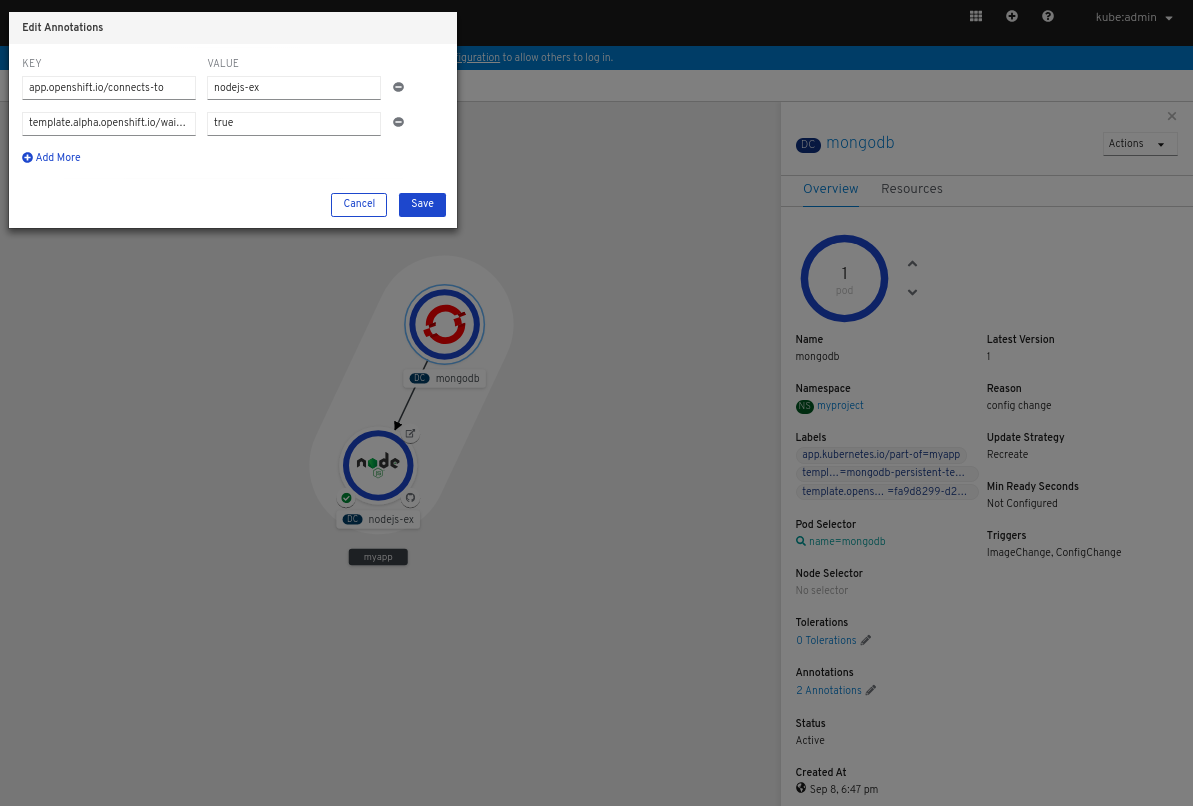 Edit Annotations
kube:admin
iguration to allow others to log in.
KEY
VALUE
app.openshift.io/connects-to
nodejs-ex
template.alpha.openshift.io/wai...
true
Add More
Cancel
Save
DC mongodb
Actions
Overview
Resources
1
pod
Name
mongodb
Latest Version
1
Namespace
NS myproject
Reason
config change
Labels
app.kubernetes.io/part-of=myapp
templ... =mongodb-persistent-te...
template.opens... =fa9d8299-d2...
Update Strategy
Recreate
Min Ready Seconds
Not Configured
Pod Selector
name=mongodb
Triggers
ImageChange, ConfigChange
Node Selector
No selector
Tolerations
0 Tolerations
Annotations
2 Annotations
Status
Active
Created At
Sep 8, 6:47 pm
DC mongodb
node
JS
DC nodejs-ex
myapp